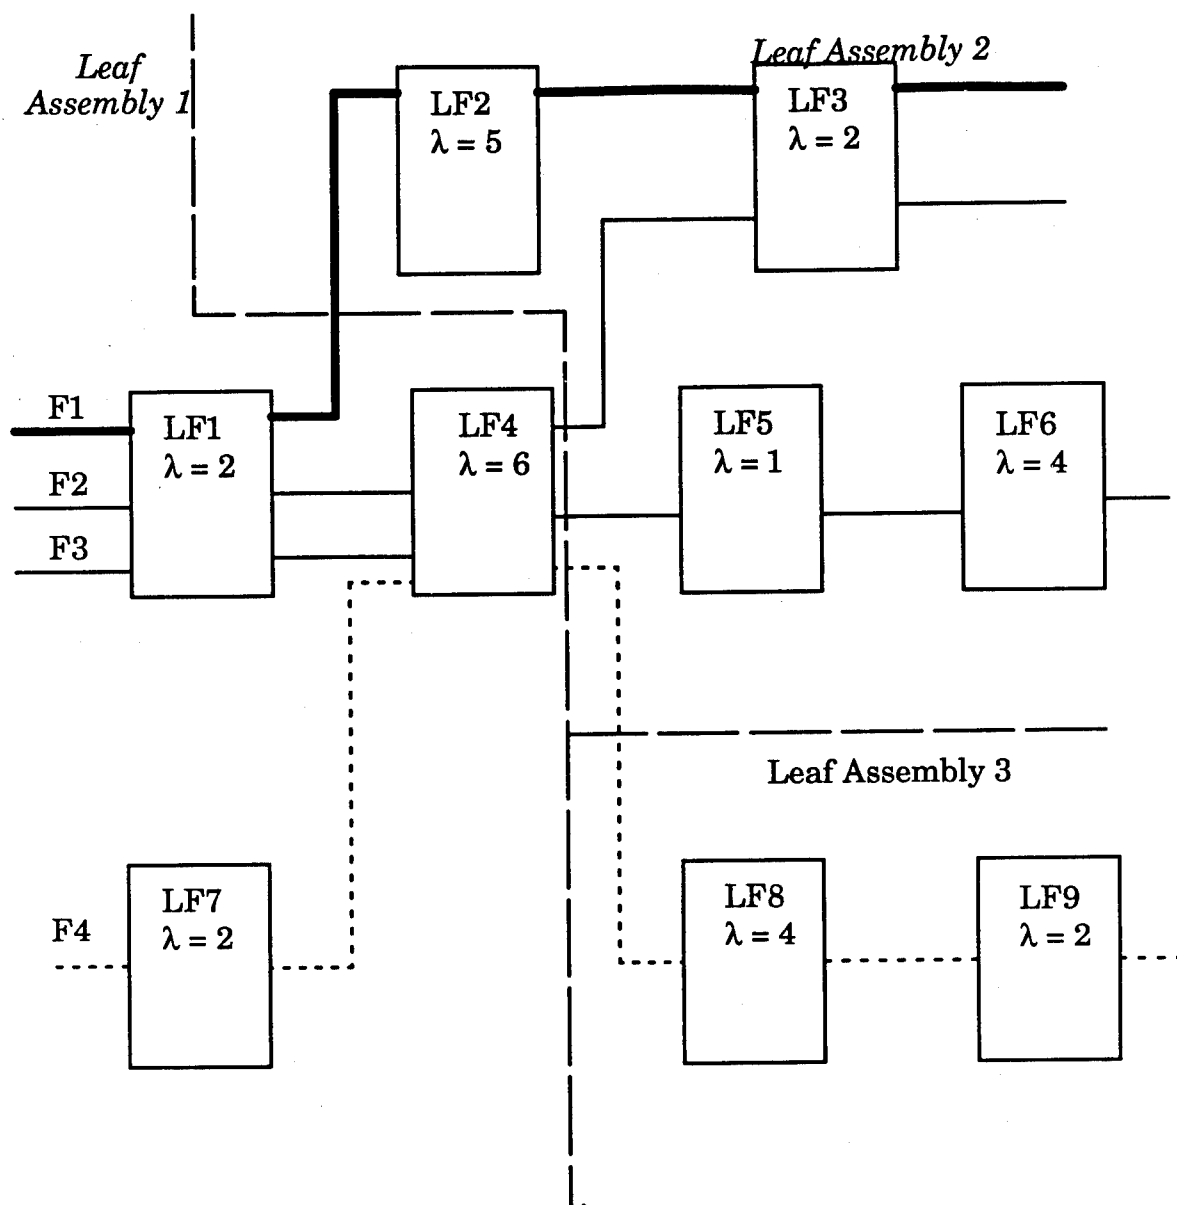 Leaf
Assembly 1
Leaf Assembly 2
LF2
λ = 5
LF3
λ = 2
F1
F2
F3
LF1
λ = 2
LF4
λ = 6
LF5
λ = 1
LF6
λ = 4
Leaf Assembly 3
F4
LF7
λ = 2
LF8
λ = 4
LF9
λ = 2